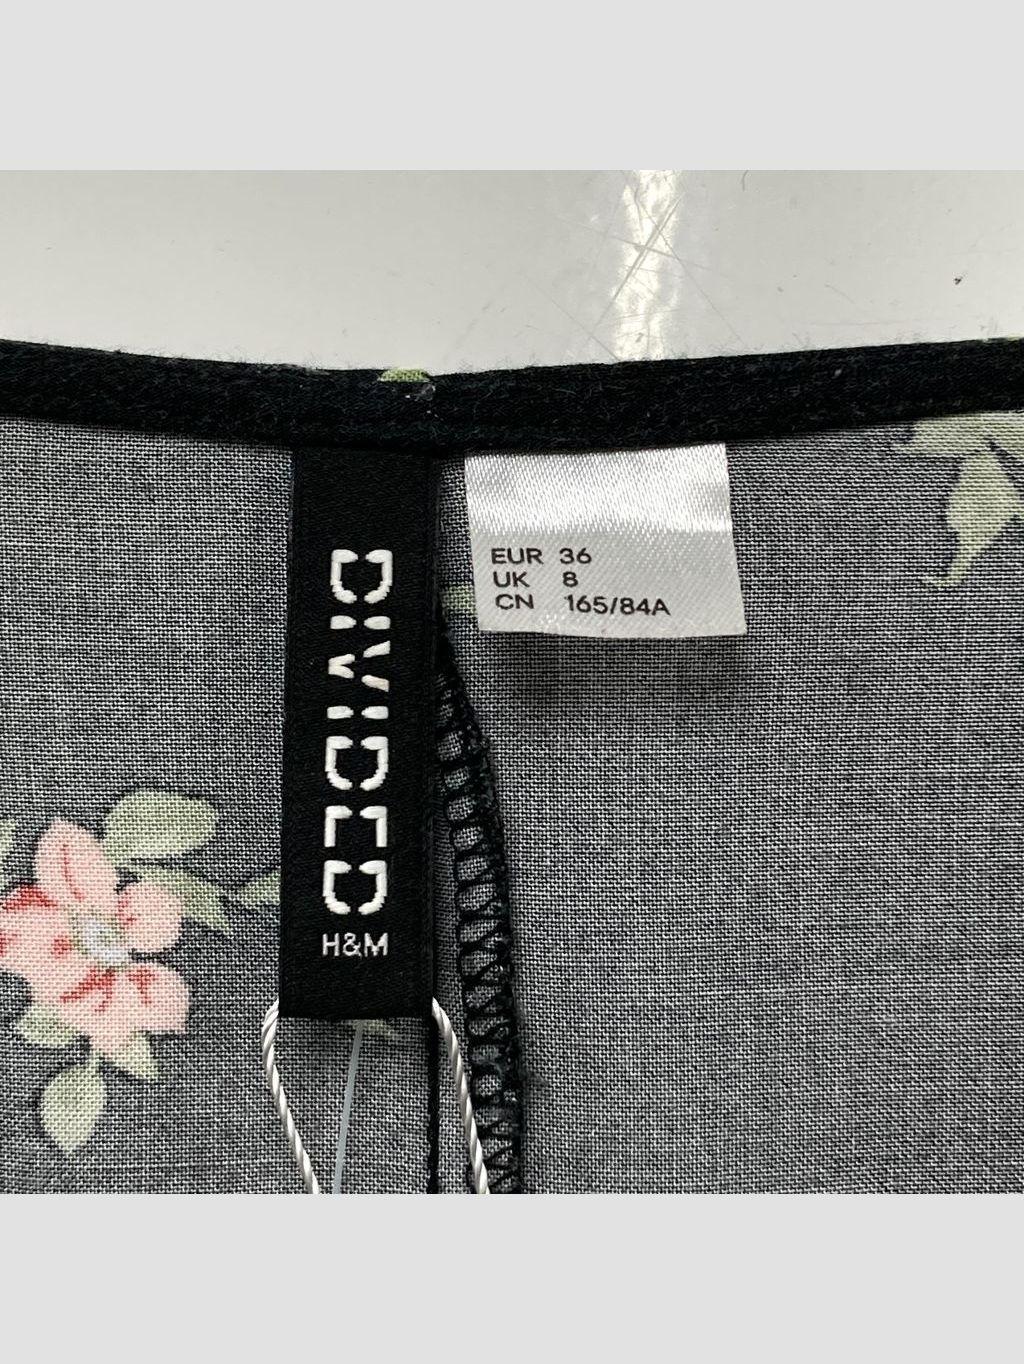 DIVIDED
H&M
EUR 36
UK 8
CN 165/84A